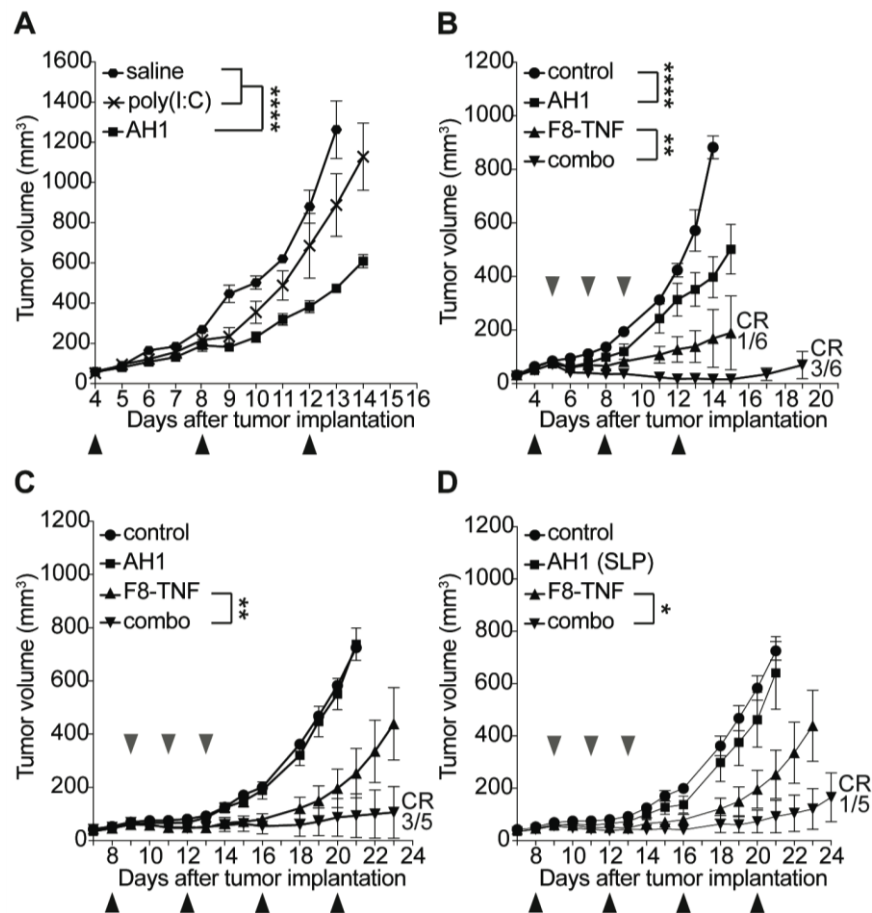 A
Tumor volume (mm³)
1600
1400
1200
1000
800
600
400
200
0
saline
poly(I:C)
AH1
****
4 5 6 7 8 9 10 11 12 13 14 15 16
Days after tumor implantation
B
Tumor volume (mm³)
1200
1000
800
600
400
200
0
control
AH1
F8-TNF
combo
****
**
CR
1/6
CR
3/6
4 6 8 10 12 14 16 18 20
Days after tumor implantation
C
Tumor volume (mm³)
1200
1000
800
600
400
200
0
control
AH1
F8-TNF
combo
**
CR
3/5
8 10 12 14 16 18 20 22 24
Days after tumor implantation
D
Tumor volume (mm³)
1200
1000
800
600
400
200
0
control
AH1 (SLP)
F8-TNF
combo
*
CR
1/5
8 10 12 14 16 18 20 22 24
Days after tumor implantation